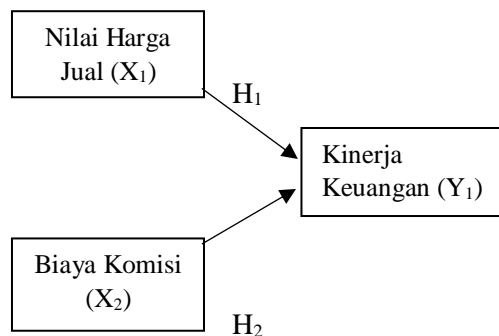 Nilai Harga
Jual (X₁)
H₁
Kinerja
Keuangan (Y₁)
Biaya Komisi
(X₂)
H₂